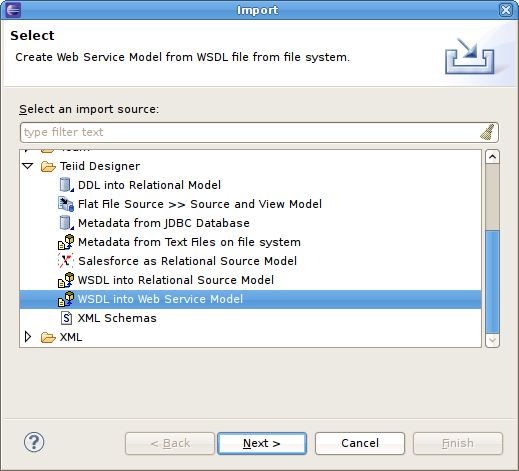 Import
Select
Create Web Service Model from WSDL file from file system.
Select an import source:
type filter text
Team
Teiid Designer
DDL into Relational Model
Flat File Source >> Source and View Model
Metadata from JDBC Database
Metadata from Text Files on file system
Salesforce as Relational Source Model
WSDL into Relational Source Model
WSDL into Web Service Model
XML Schemas
XML
? < Back Next > Cancel Finish